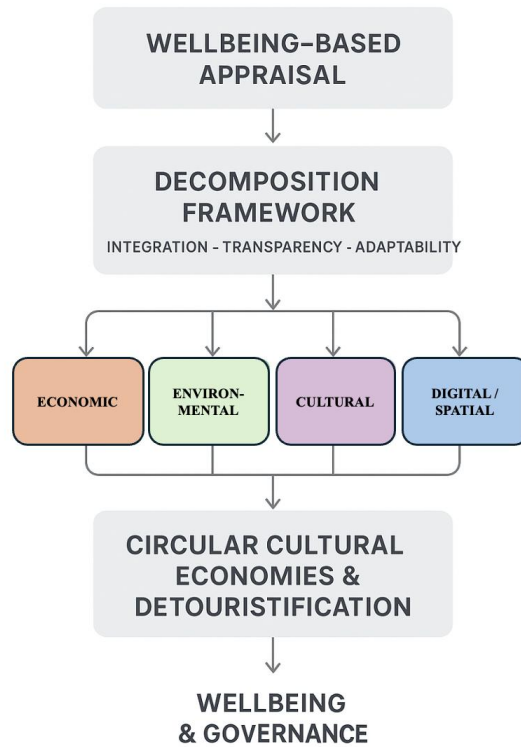 WELLBEING–BASED
APPRAISAL
DECOMPOSITION
FRAMEWORK
INTEGRATION – TRANSPARENCY - ADAPTABILITY
ECONOMIC
ENVIRON-
MENTAL
CULTURAL
DIGITAL /
SPATIAL
CIRCULAR CULTURAL
ECONOMIES &
DETOURISTIFICATION
WELLBEING
& GOVERNANCE